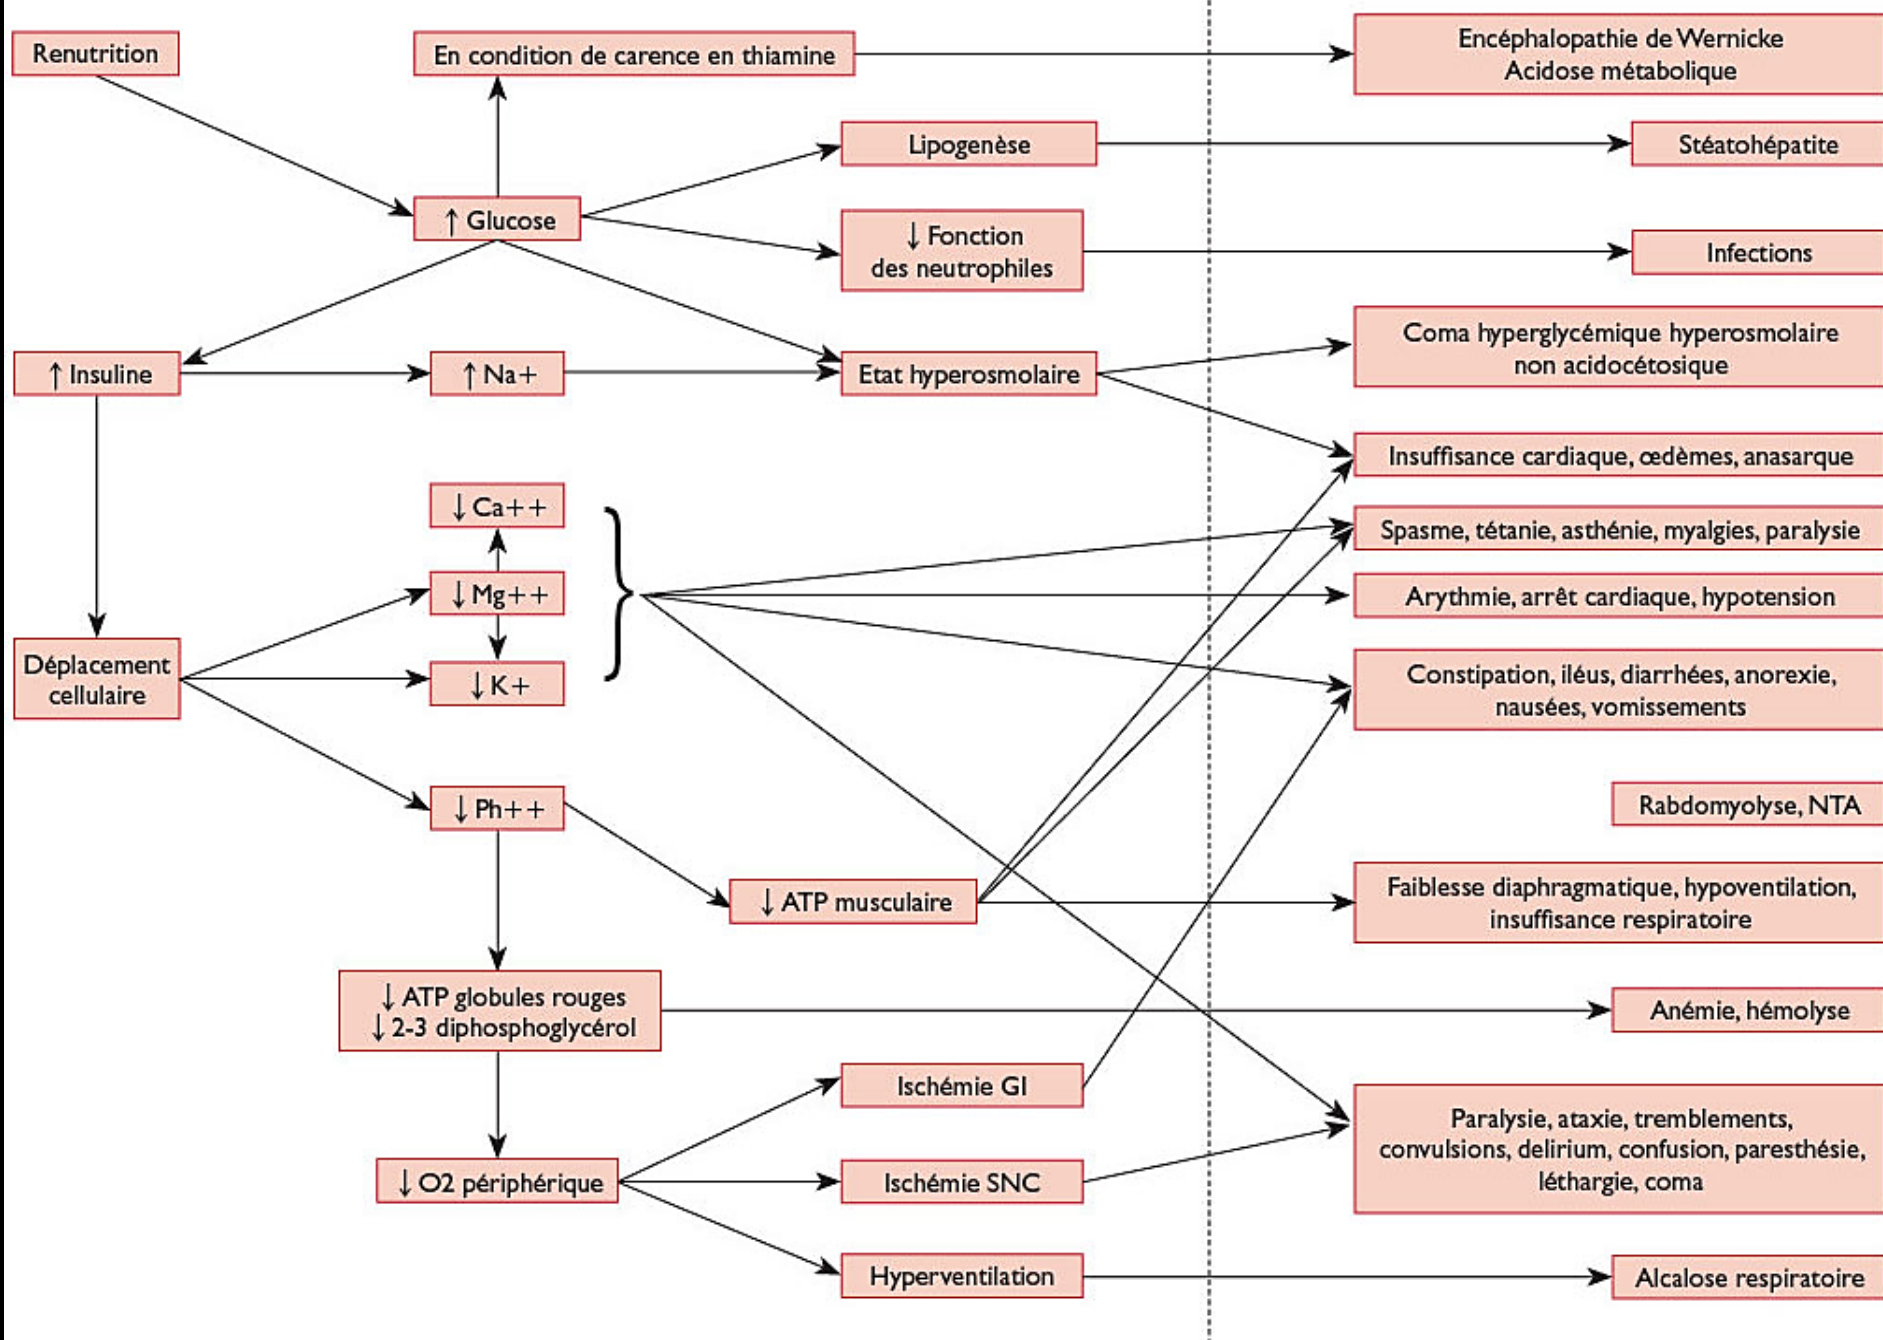 Renutrition
En condition de carence en thiamine
Encéphalopathie de Wernicke
Acidose métabolique
Lipogenèse
Stéatohépatite
↑ Glucose
↓ Fonction
des neutrophiles
Infections
↑ Insuline
↑ Na+
Etat hyperosmolaire
Coma hyperglycémique hyperosmolaire
non acidocétosique
Insuffisance cardiaque, œdèmes, anasarque
↓ Ca++
Spasme, tétanie, asthénie, myalgies, paralysie
↓ Mg++
Arythmie, arrêt cardiaque, hypotension
Déplacement
cellulaire
↓ K+
Constipation, iléus, diarrhées, anorexie,
nausées, vomissements
↓ Ph++
Rabdomyolyse, NTA
↓ ATP musculaire
Faiblesse diaphragmatique, hypoventilation,
insuffisance respiratoire
↓ ATP globules rouges
↓ 2-3 diphosphoglycérol
Anémie, hémolyse
Ischémie GI
Paralysie, ataxie, tremblements,
convulsions, delirium, confusion, paresthésie,
léthargie, coma
↓ O2 périphérique
Ischémie SNC
Hyperventilation
Alcalose respiratoire